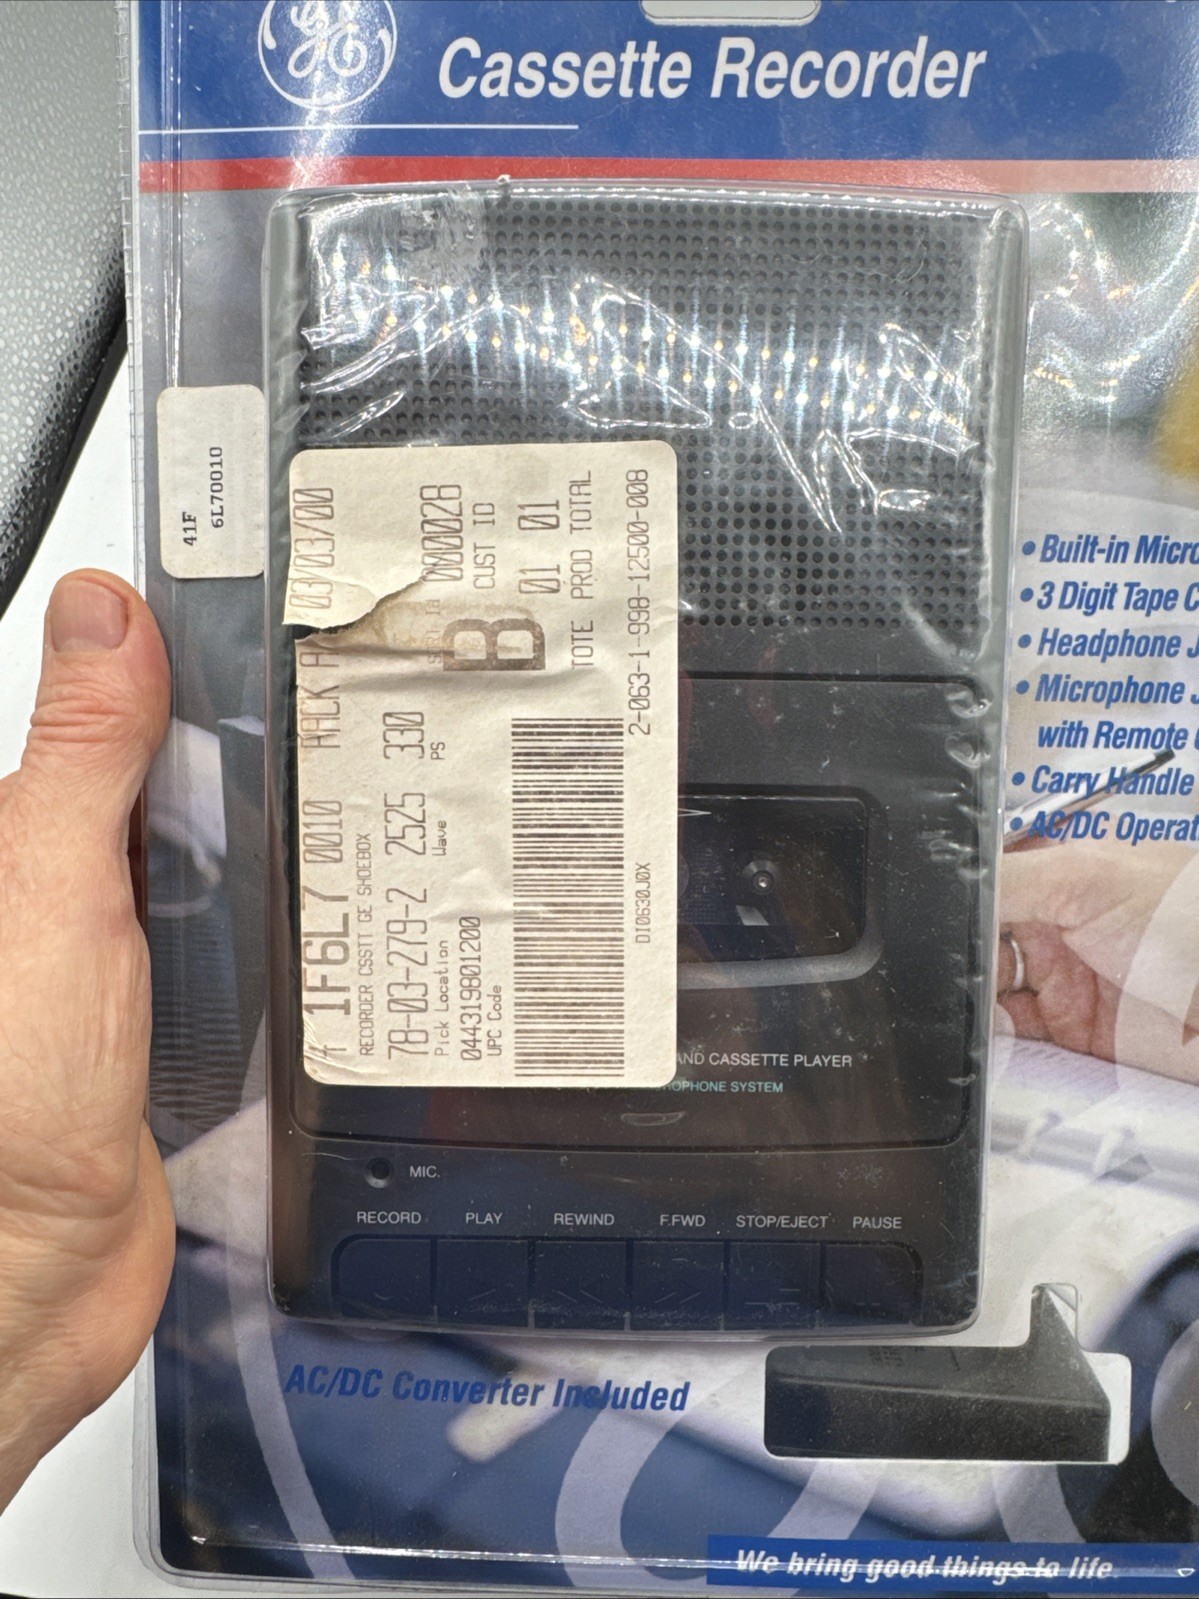 GE
Cassette Recorder
41F
6L70010
1F6L7 0010 RACK A 03/03/00
RECORDER CSSTT GE SHOEBOX
78-03-279-2 2525 330 000028
Pick Location Wave PS CUST ID
B
044319801200 01 01
UPC Code TOTE PROD TOTAL
2-063-1-998-12500-008
DI0630J0X
• Built-in Micro
• 3 Digit Tape C
• Headphone J
• Microphone J
with Remote
• Carry Handle
• AC/DC Operat
AND CASSETTE PLAYER
ROPHONE SYSTEM
MIC.
RECORD PLAY REWIND F.FWD STOP/EJECT PAUSE
AC/DC Converter Included
We bring good things to life.